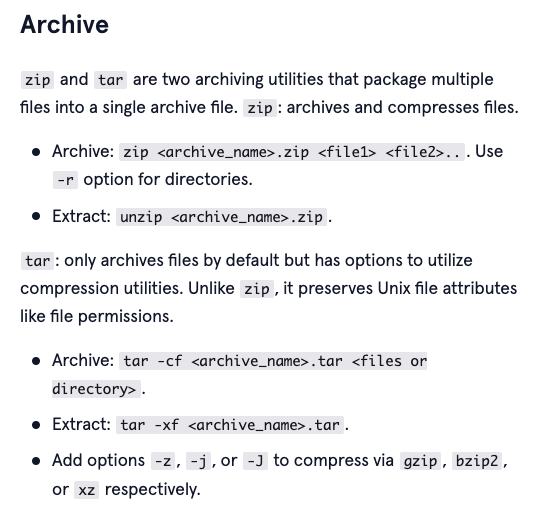 Archive
zip and tar are two archiving utilities that package multiple
files into a single archive file. zip: archives and compresses files.
• Archive: zip <archive_name>.zip <file1> <file2>... Use
-r option for directories.
• Extract: unzip <archive_name>.zip.
tar: only archives files by default but has options to utilize
compression utilities. Unlike zip, it preserves Unix file attributes
like file permissions.
• Archive: tar -cf <archive_name>.tar <files or
directory>.
• Extract: tar -xf <archive_name>.tar.
• Add options -z, -j, or -J to compress via gzip, bzip2,
or xz respectively.